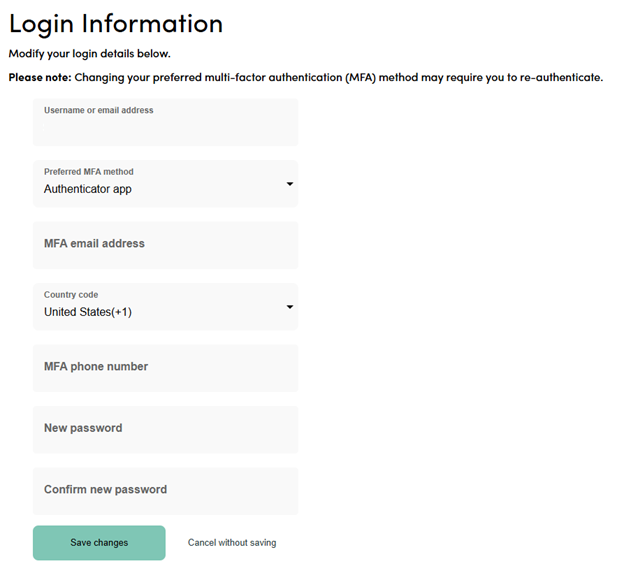 Login Information
Modify your login details below.
Please note: Changing your preferred multi-factor authentication (MFA) method may require you to re-authenticate.
Username or email address
Preferred MFA method
Authenticator app
MFA email address
Country code
United States(+1)
MFA phone number
New password
Confirm new password
Save changes
Cancel without saving